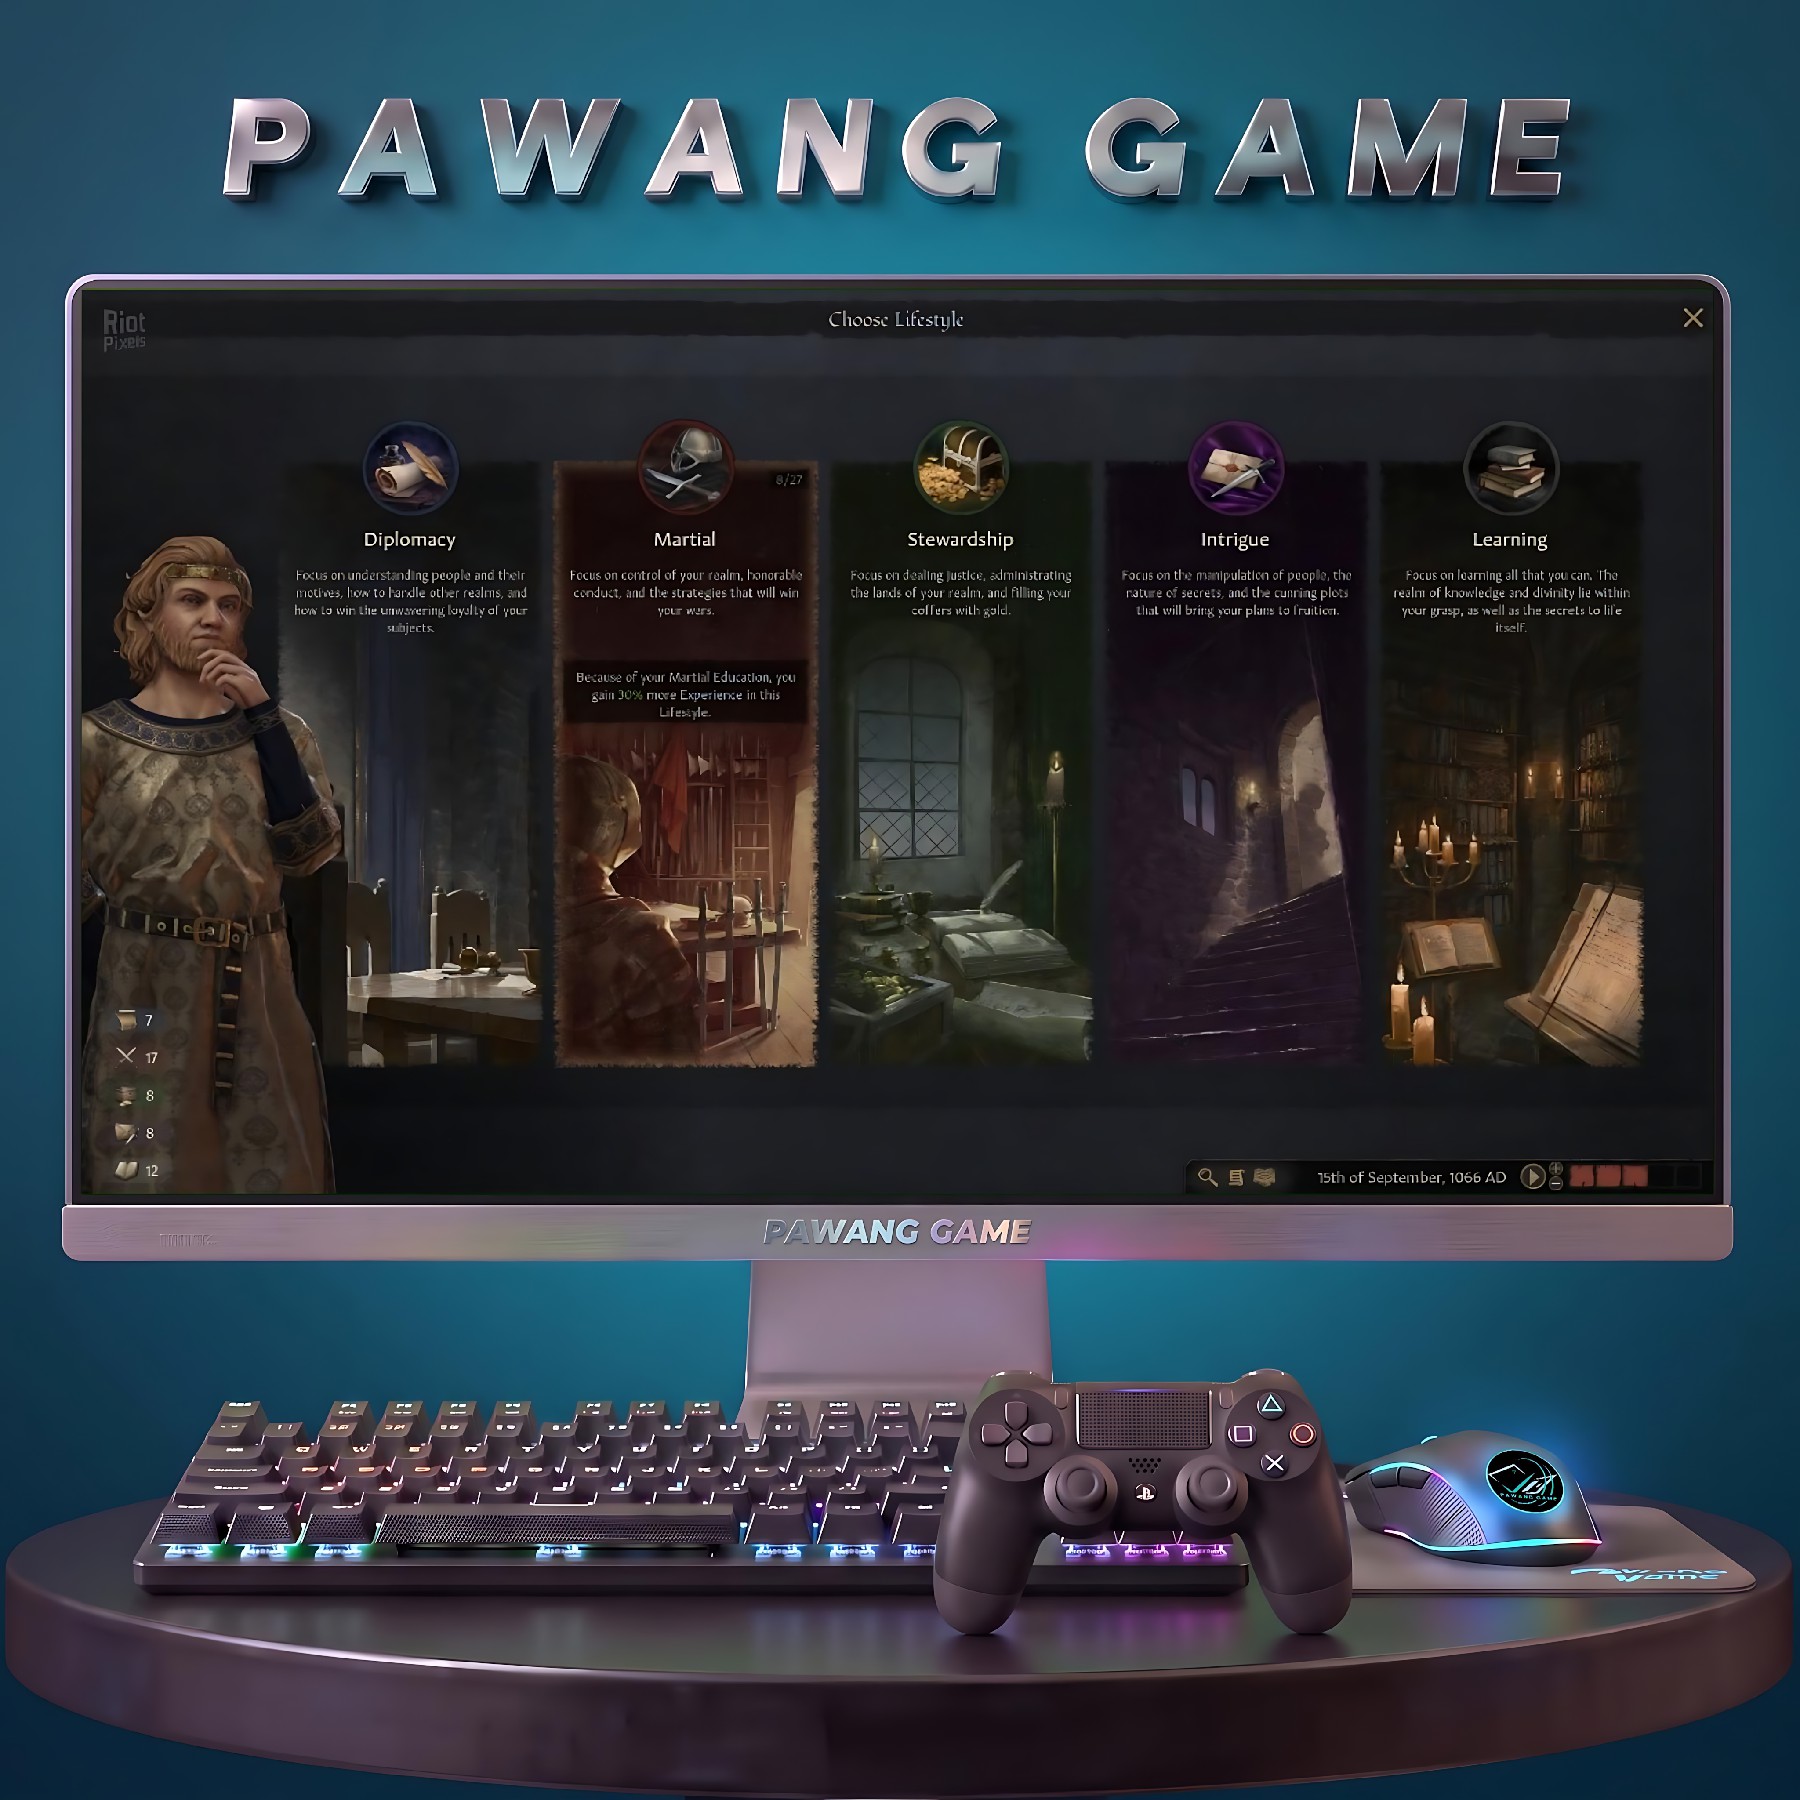 PAWANG GAME
Riot
Pixels
Choose Lifestyle
8/27
Diplomacy
Focus on understanding people and their
motives, how to handle other realms, and
how to win the unwavering loyalty of your
subjects.
Martial
Focus on control of your realm, honorable
conduct, and the strategies that will win
your wars.
Because of your Martial Education, you
gain 30% more Experience in this
Lifestyle.
Stewardship
Focus on dealing justice, administrating
the lands of your realm, and filling your
coffers with gold.
Intrigue
Focus on the manipulation of people, the
nature of secrets, and the cunning plots
that will bring your plans to fruition.
Learning
Focus on learning all that you can. The
realm of knowledge and divinity lie within
your grasp, as well as the secrets to life
itself.
7
17
8
8
12
15th of September, 1066 AD
PAWANG GAME
PAWANG GAME